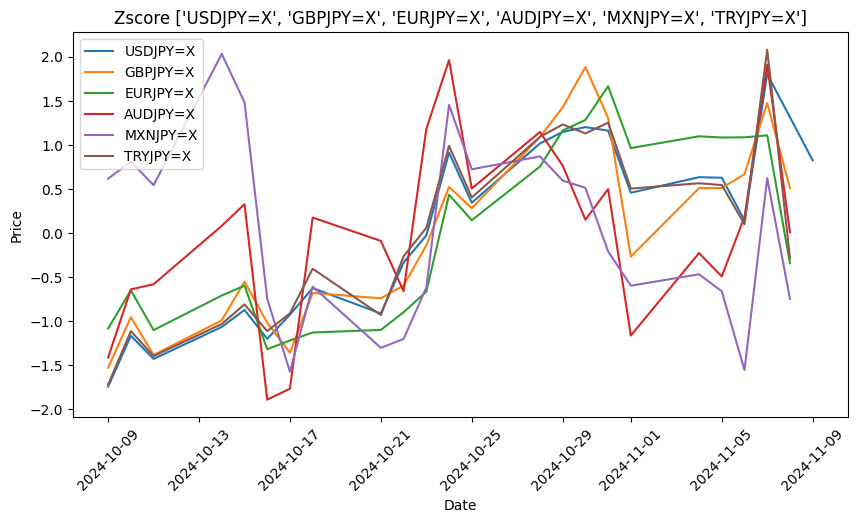 Zscore ['USDJPY=X', 'GBPJPY=X', 'EURJPY=X', 'AUDJPY=X', 'MXNJPY=X', 'TRYJPY=X']
USDJPY=X
GBPJPY=X
EURJPY=X
AUDJPY=X
MXNJPY=X
TRYJPY=X
Price
2.0
1.5
1.0
0.5
0.0
−0.5
−1.0
−1.5
−2.0
2024-10-09
2024-10-13
2024-10-17
2024-10-21
2024-10-25
2024-10-29
2024-11-01
2024-11-05
2024-11-09
Date